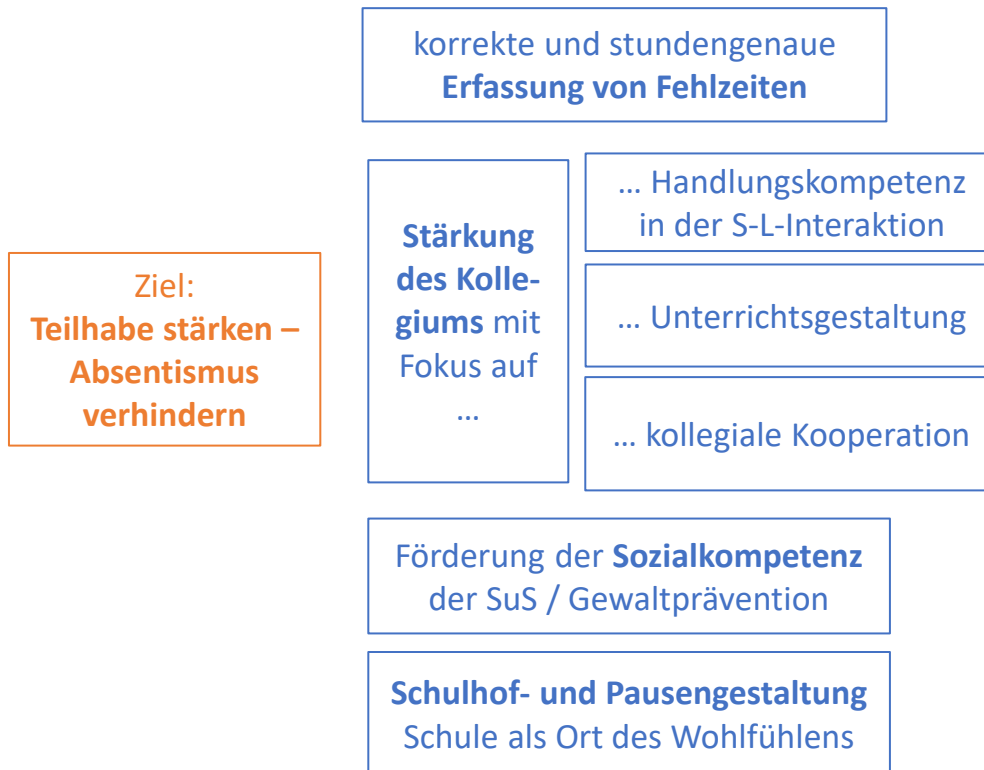 korrekte und stundengenaue
Erfassung von Fehlzeiten
Ziel:
Teilhabe stärken –
Absentismus
verhindern
Stärkung
des Kolle-
giums mit
Fokus auf
...
... Handlungskompetenz
in der S-L-Interaktion
... Unterrichtsgestaltung
... kollegiale Kooperation
Förderung der Sozialkompetenz
der SuS / Gewaltprävention
Schulhof- und Pausengestaltung
Schule als Ort des Wohlfühlens